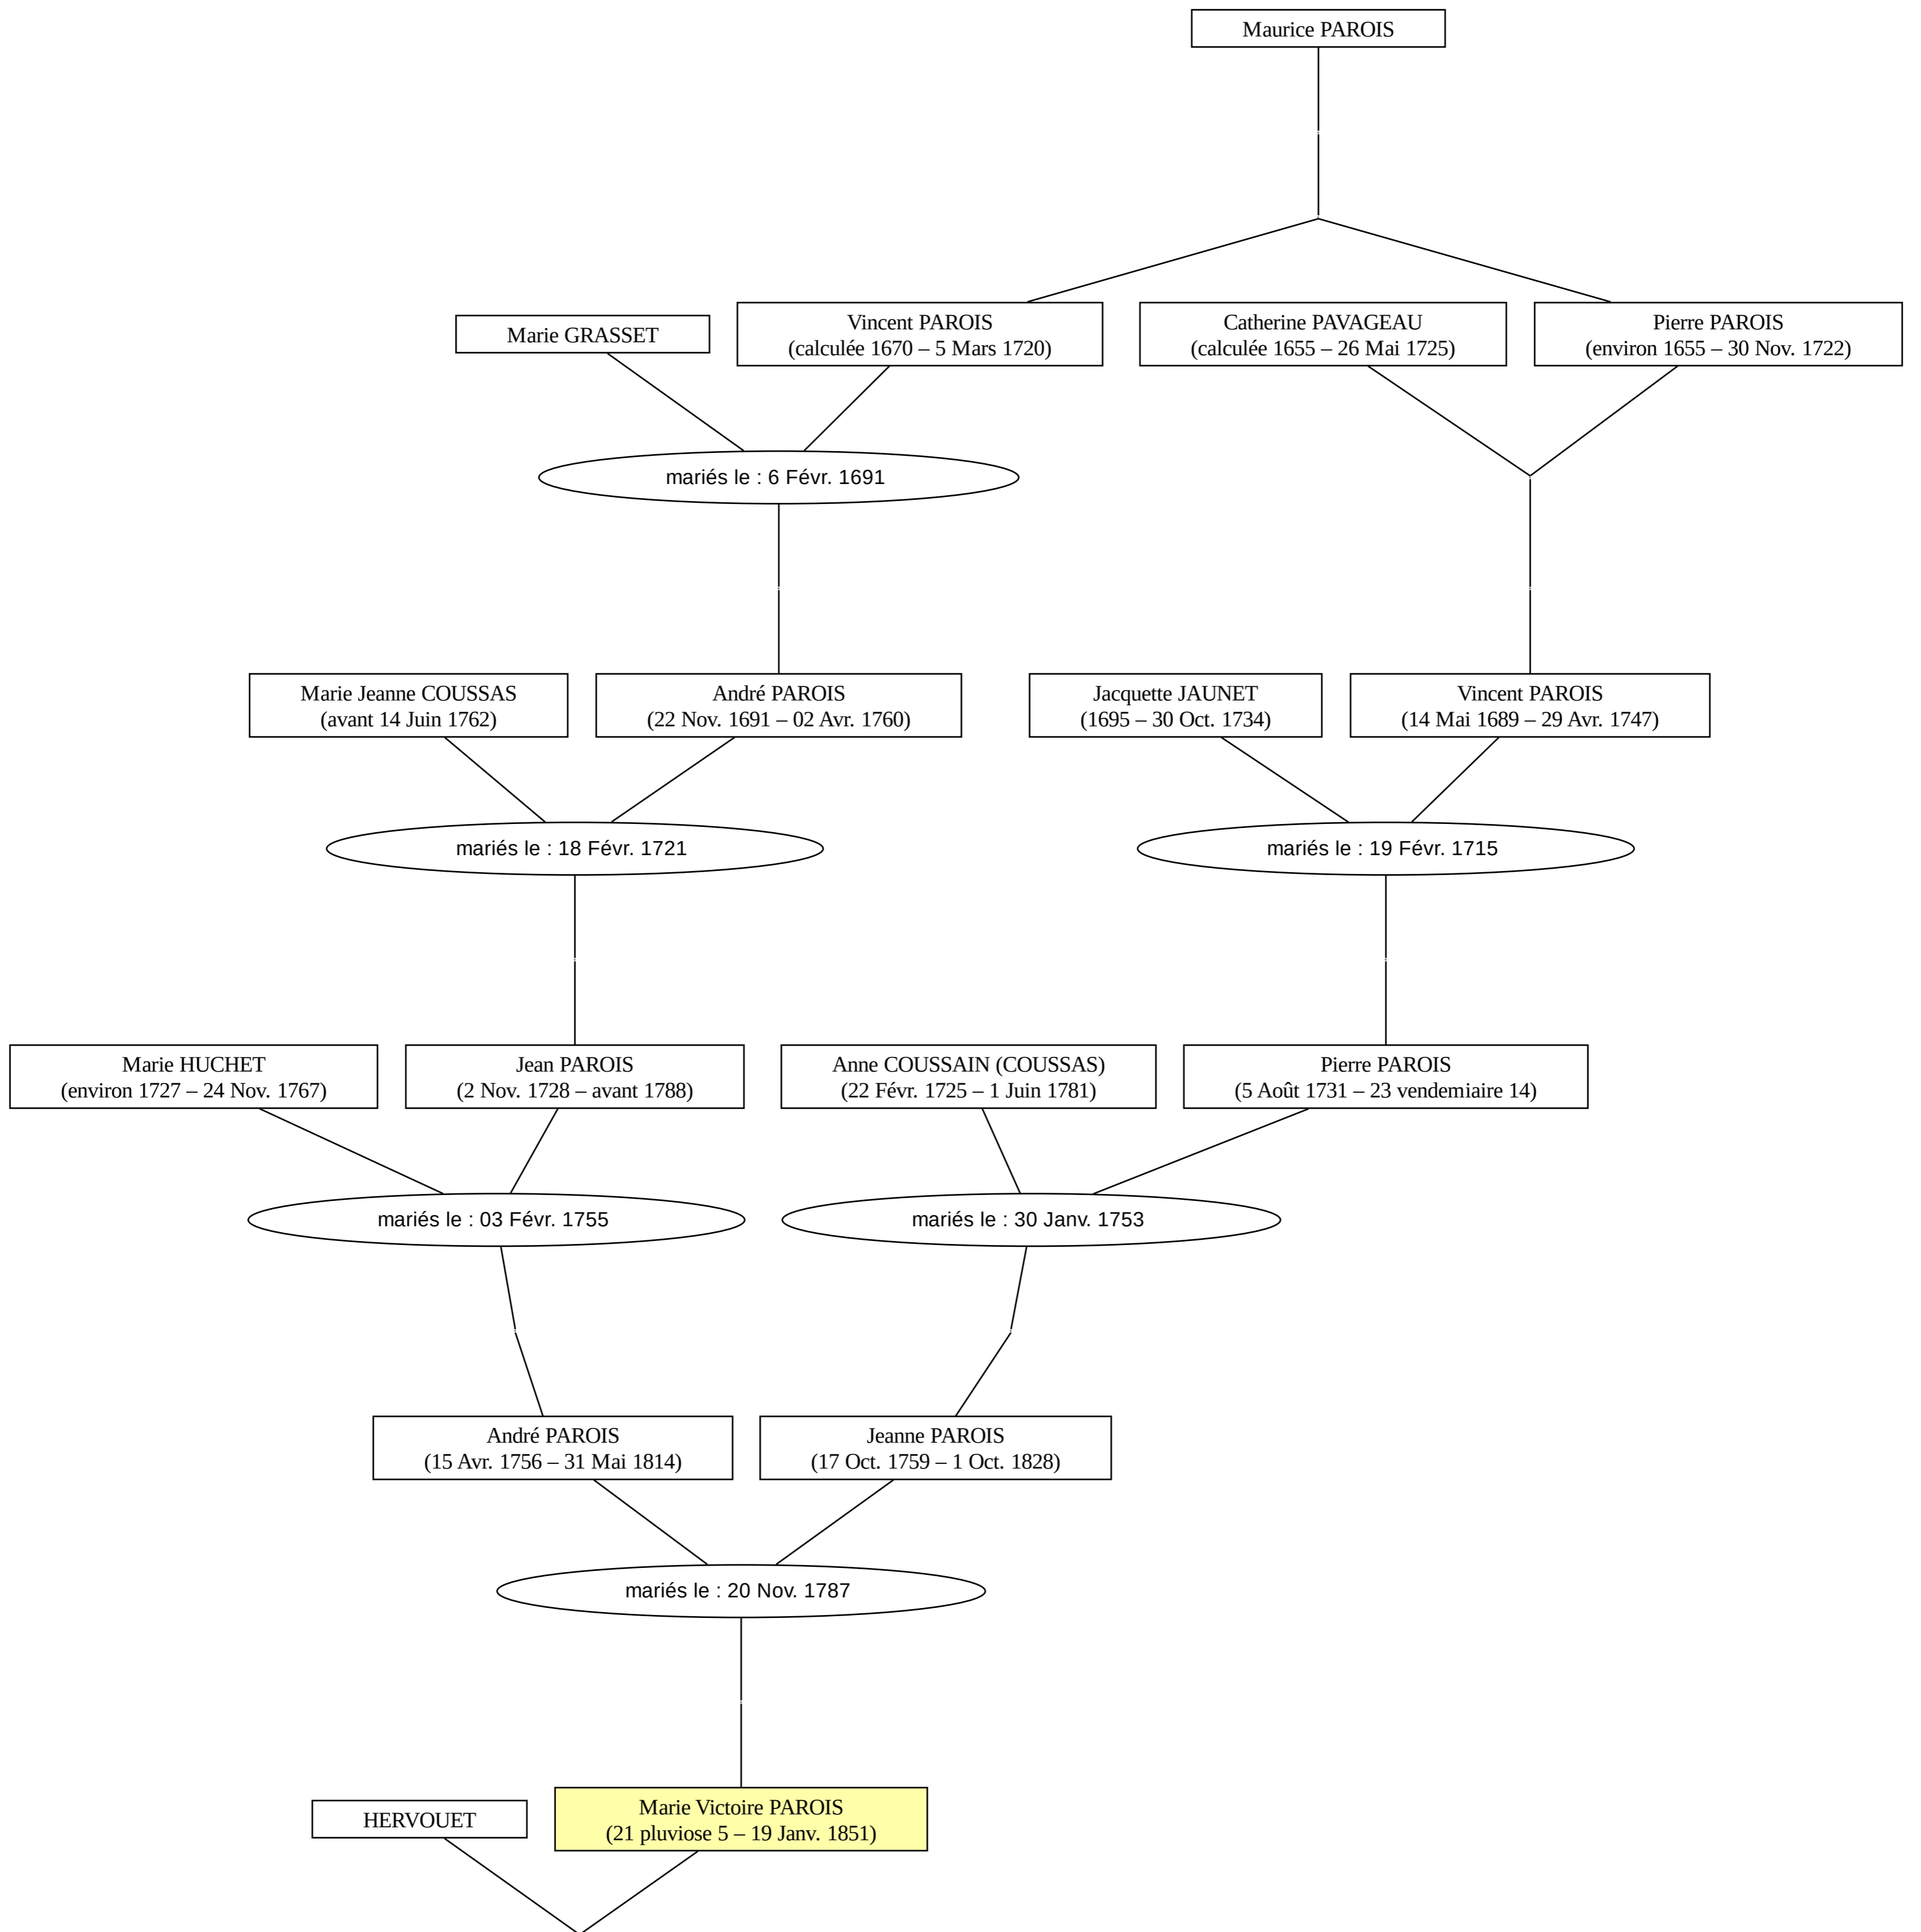 Maurice PAROIS
Marie GRASSET
Vincent PAROIS
(calculée 1670 – 5 Mars 1720)
Catherine PAVAGEAU
(calculée 1655 – 26 Mai 1725)
Pierre PAROIS
(environ 1655 – 30 Nov. 1722)
mariés le : 6 Févr. 1691
Marie Jeanne COUSSAS
(avant 14 Juin 1762)
André PAROIS
(22 Nov. 1691 – 02 Avr. 1760)
Jacquette JAUNET
(1695 – 30 Oct. 1734)
Vincent PAROIS
(14 Mai 1689 – 29 Avr. 1747)
mariés le : 18 Févr. 1721
mariés le : 19 Févr. 1715
Marie HUCHET
(environ 1727 – 24 Nov. 1767)
Jean PAROIS
(2 Nov. 1728 – avant 1788)
Anne COUSSAIN (COUSSAS)
(22 Févr. 1725 – 1 Juin 1781)
Pierre PAROIS
(5 Août 1731 – 23 vendemiaire 14)
mariés le : 03 Févr. 1755
mariés le : 30 Janv. 1753
André PAROIS
(15 Avr. 1756 – 31 Mai 1814)
Jeanne PAROIS
(17 Oct. 1759 – 1 Oct. 1828)
mariés le : 20 Nov. 1787
HERVOUET
Marie Victoire PAROIS
(21 pluviose 5 – 19 Janv. 1851)